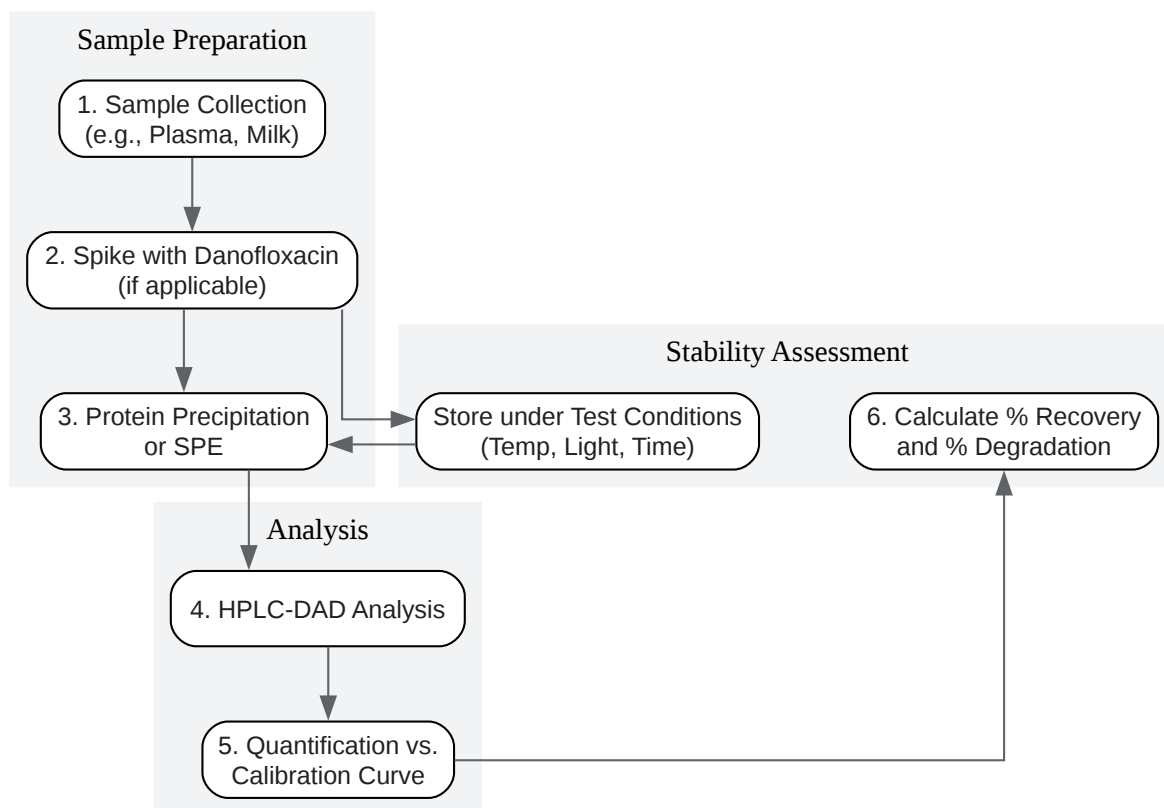 Sample Preparation
1. Sample Collection
(e.g., Plasma, Milk)
2. Spike with Danofloxacin
(if applicable)
3. Protein Precipitation
or SPE
Stability Assessment
Store under Test Conditions
(Temp, Light, Time)
6. Calculate % Recovery
and % Degradation
Analysis
4. HPLC-DAD Analysis
5. Quantification vs.
Calibration Curve